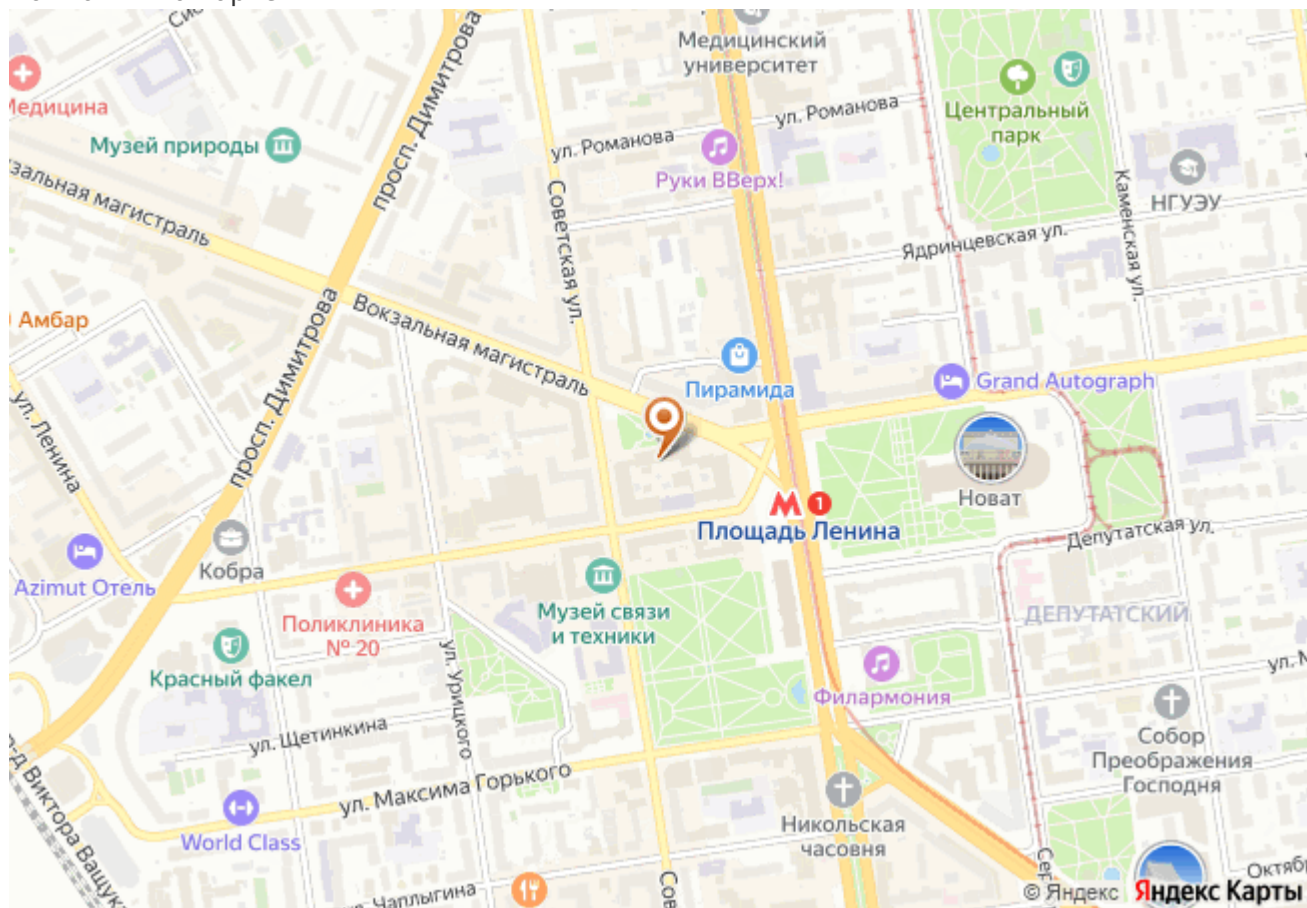 Медицинский
университет
просп. Димитрова
Медицина
Центральный
парк
ул. Романова
ул. Романова
Музей природы
Руки ВВерх!
НГУЭУ
Каменская ул.
Советская ул.
Ядринцевская ул.
Амбар
Вокзальная магистраль
просп. Димитрова
Пирамида
Grand Autograph
ул. Ленина
Новат
М 1
Площадь Ленина
Депутатская ул.
Кобра
Azimut Отель
Музей связи
и техники
Поликлиника
№ 20
ДЕПУТАТСКИЙ
Красный факел
ул. Урицкого
Филармония
ул. Щетинкина
Собор
Преображения
Господня
ул. Максима Горького
World Class
Никольская
часовня
Чаплыгина
© Яндекс Яндекс Карты